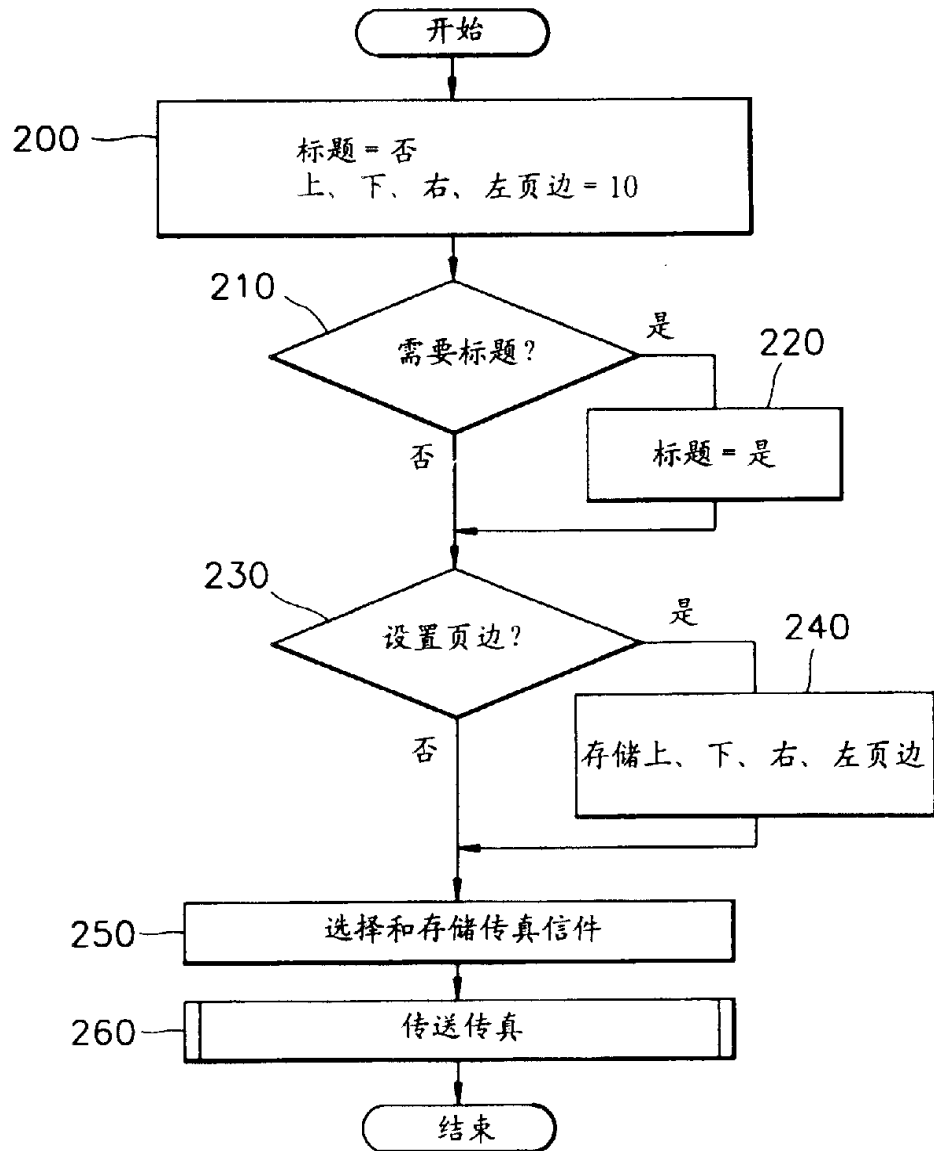 开始
200
标题 = 否
上、下、右、左页边 = 10
210
需要标题?
是
220
标题 = 是
否
230
设置页边?
是
240
存储上、下、右、左页边
否
250
选择和存储传真信件
260
传送传真
结束